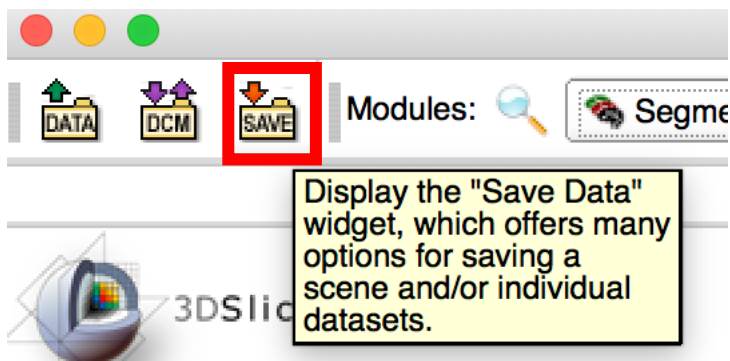 DATA DCM SAVE Modules: Segme
Display the "Save Data"
widget, which offers many
options for saving a
scene and/or individual
datasets.
3DSlic